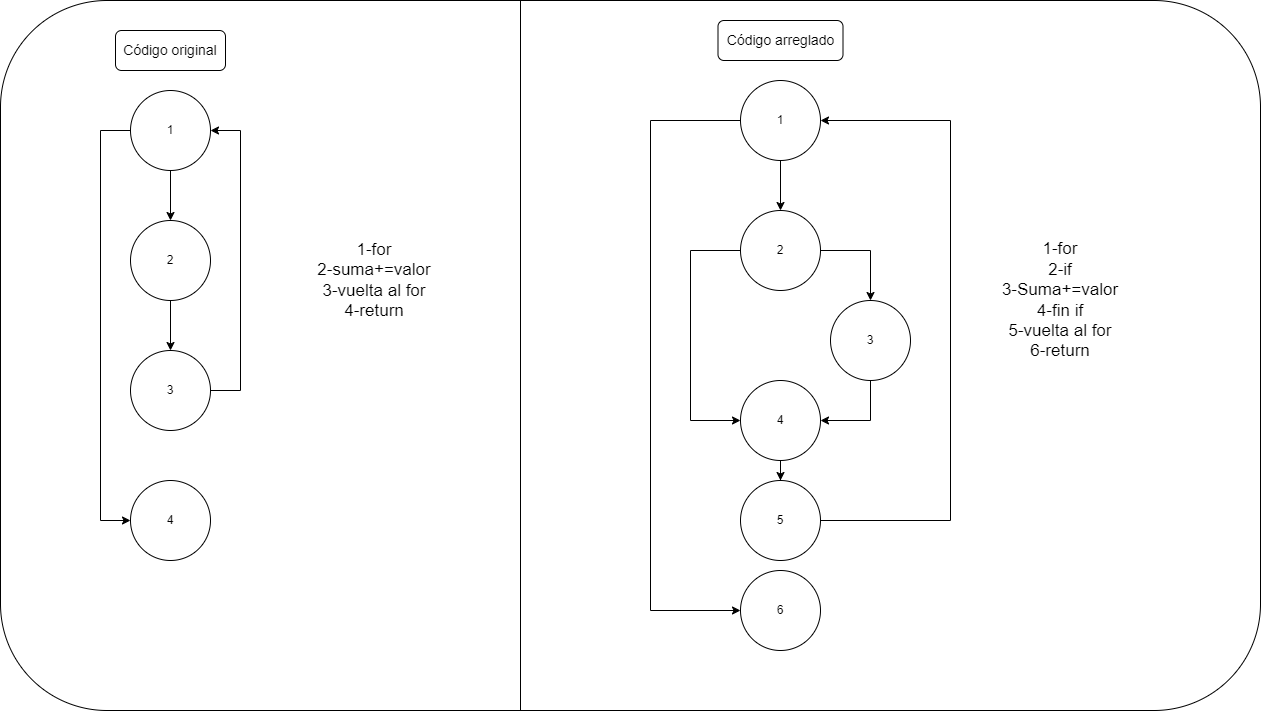 Código original
1
2
3
4
1-for
2-suma+=valor
3-vuelta al for
4-return
Código arreglado
1
2
3
4
5
6
1-for
2-if
3-Suma+=valor
4-fin if
5-vuelta al for
6-return